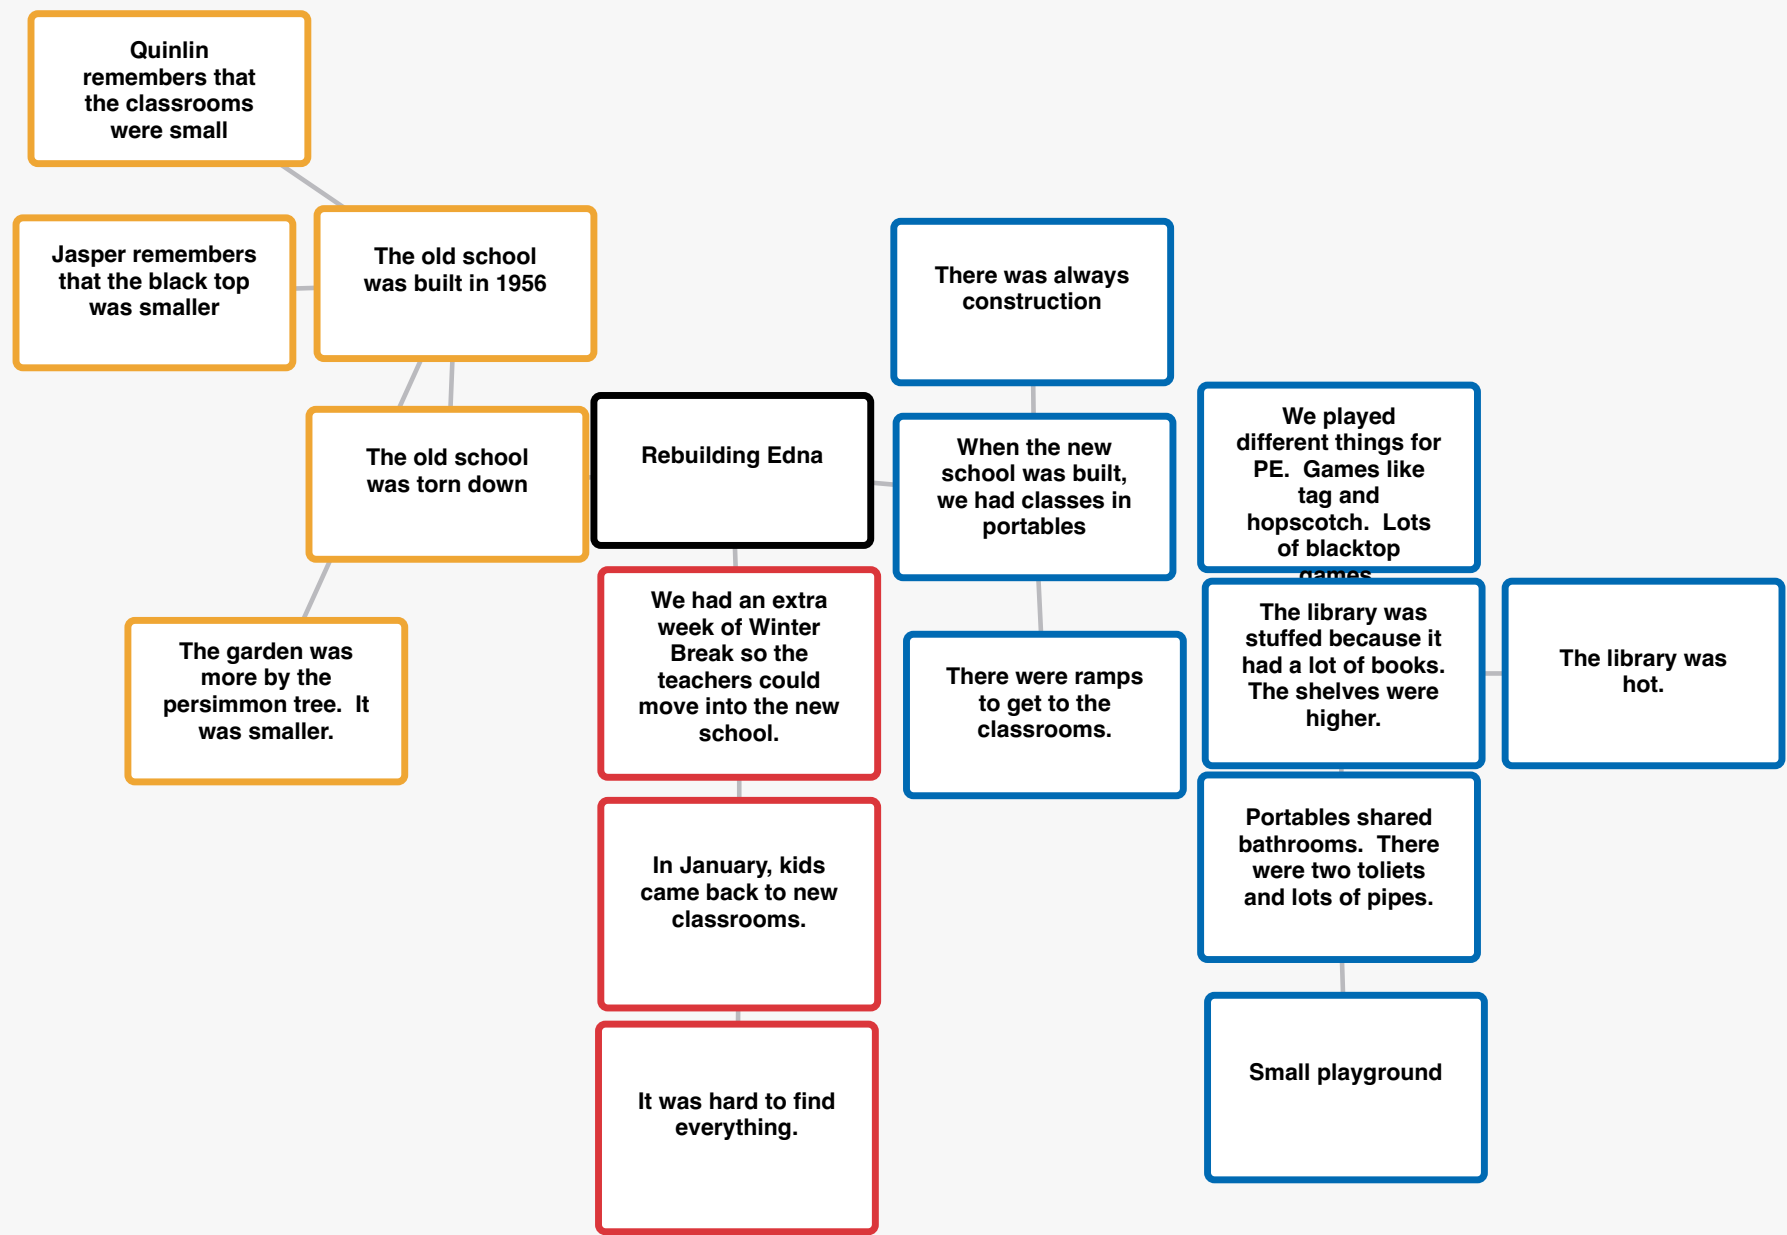 Quinlin
remembers that
the classrooms
were small
Jasper remembers
that the black top
was smaller
The old school
was built in 1956
The old school
was torn down
The garden was
more by the
persimmon tree.  It
was smaller.
Rebuilding Edna
We had an extra
week of Winter
Break so the
teachers could
move into the new
school.
In January, kids
came back to new
classrooms.
It was hard to find
everything.
There was always
construction
When the new
school was built,
we had classes in
portables
There were ramps
to get to the
classrooms.
We played
different things for
PE.  Games like
tag and
hopscotch.  Lots
of blacktop
games
The library was
stuffed because it
had a lot of books.
The shelves were
higher.
The library was
hot.
Portables shared
bathrooms.  There
were two toliets
and lots of pipes.
Small playground